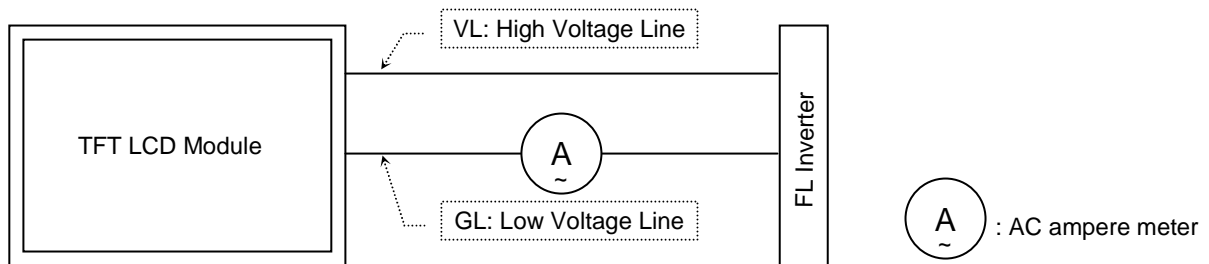 VL: High Voltage Line
TFT LCD Module
A
~
GL: Low Voltage Line
FL Inverter
A
~
: AC ampere meter